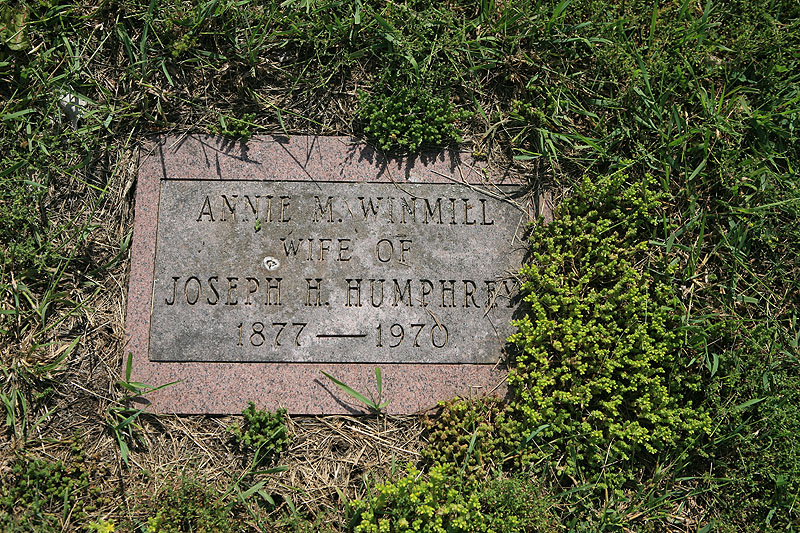 ANNIE M. WINMILL
WIFE OF
JOSEPH H. HUMPHREY
1877 — 1970